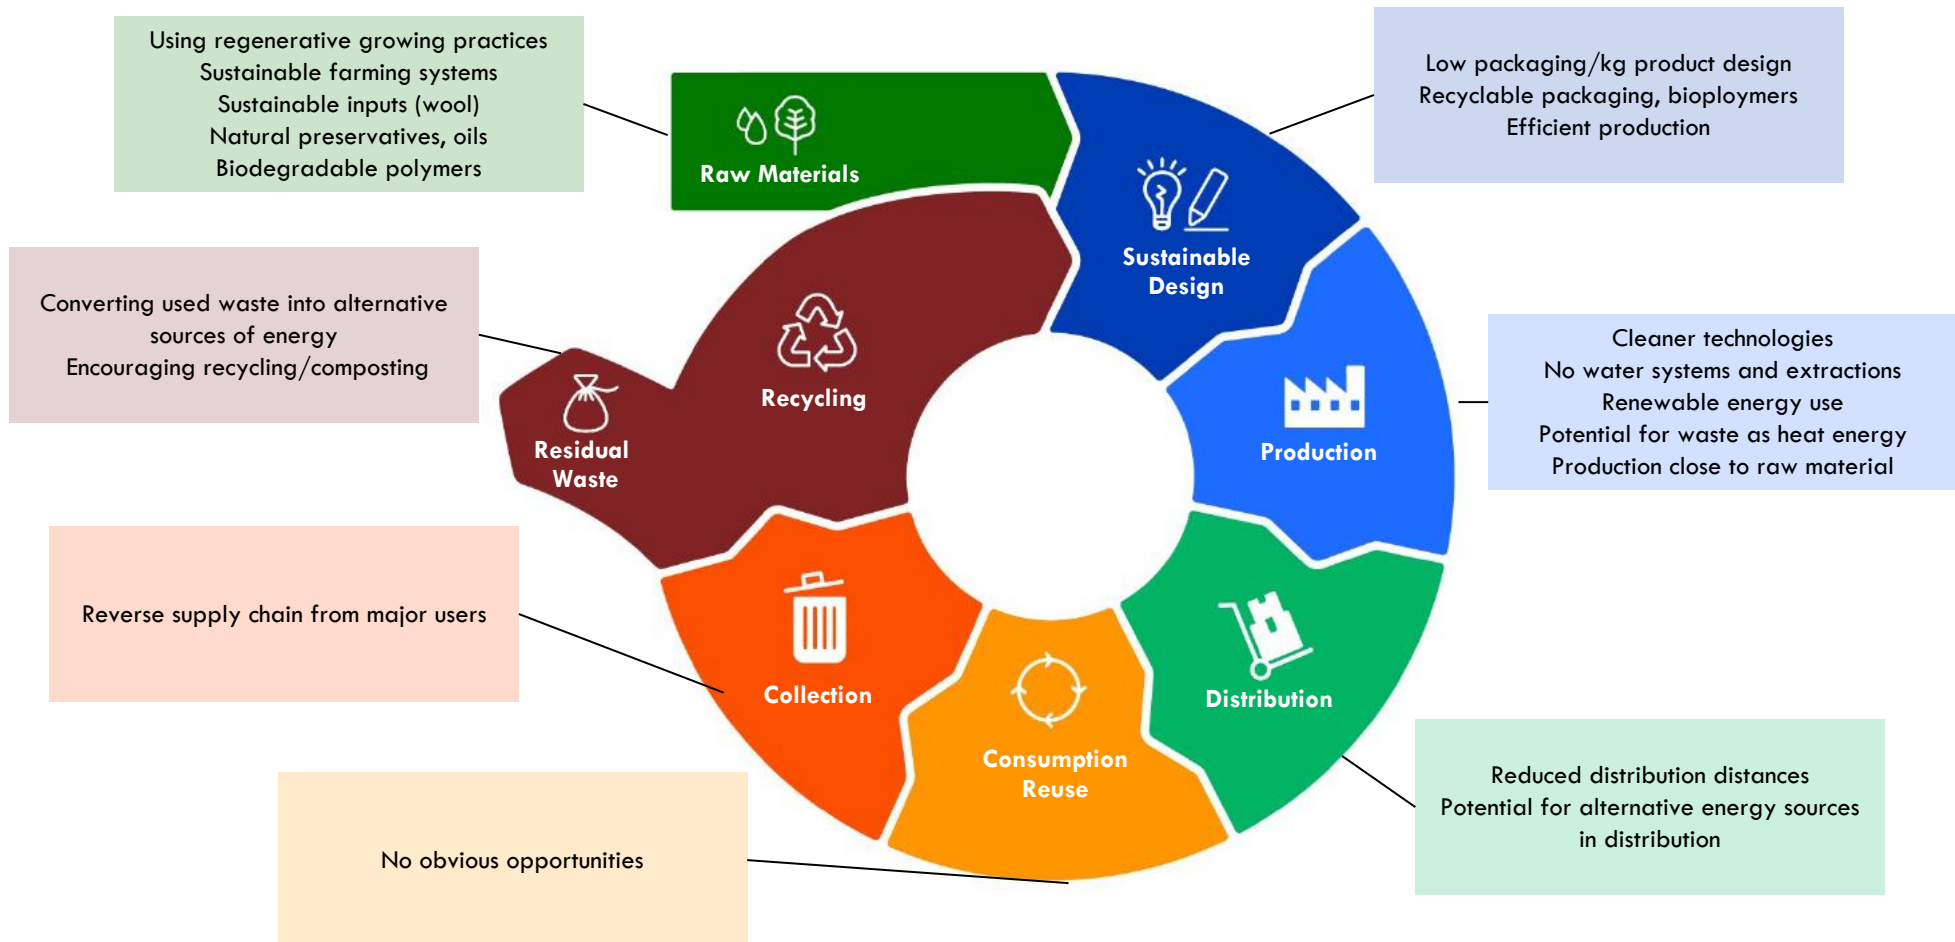 Using regenerative growing practices
Sustainable farming systems
Sustainable inputs (wool)
Natural preservatives, oils
Biodegradable polymers
Raw Materials
Low packaging/kg product design
Recyclable packaging, bioploymers
Efficient production
Sustainable
Design
Cleaner technologies
No water systems and extractions
Renewable energy use
Potential for waste as heat energy
Production close to raw material
Production
Reduced distribution distances
Potential for alternative energy sources
in distribution
Distribution
Consumption
Reuse
No obvious opportunities
Collection
Reverse supply chain from major users
Recycling
Residual
Waste
Converting used waste into alternative
sources of energy
Encouraging recycling/composting